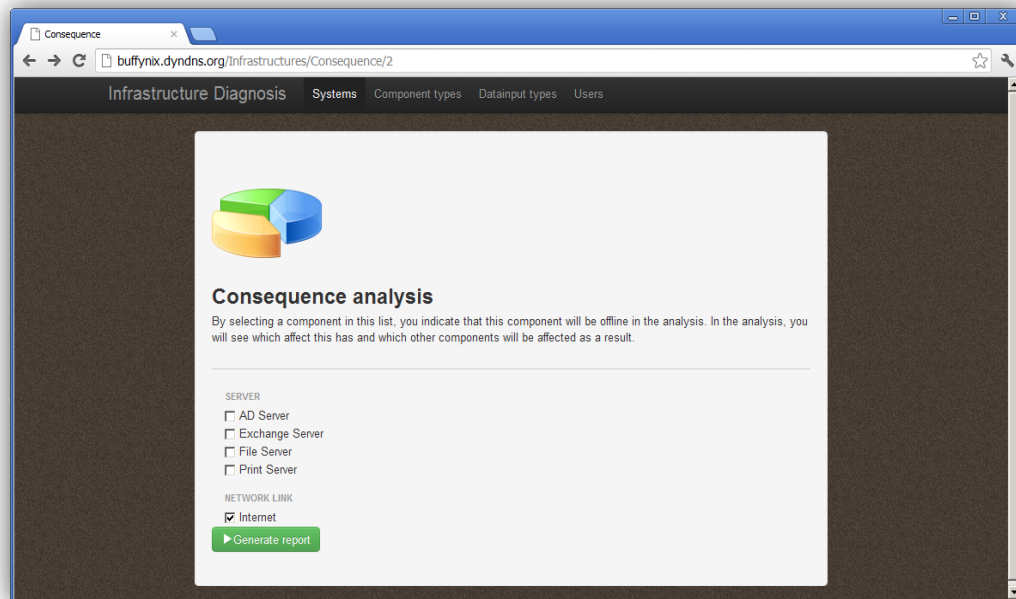 Consequence
buffynix.dyndns.org/Infrastructures/Consequence/2
Infrastructure Diagnosis Systems Component types Datainput types Users
Consequence analysis
By selecting a component in this list, you indicate that this component will be offline in the analysis. In the analysis, you
will see which affect this has and which other components will be affected as a result.
SERVER
AD Server
Exchange Server
File Server
Print Server
NETWORK LINK
Internet
Generate report